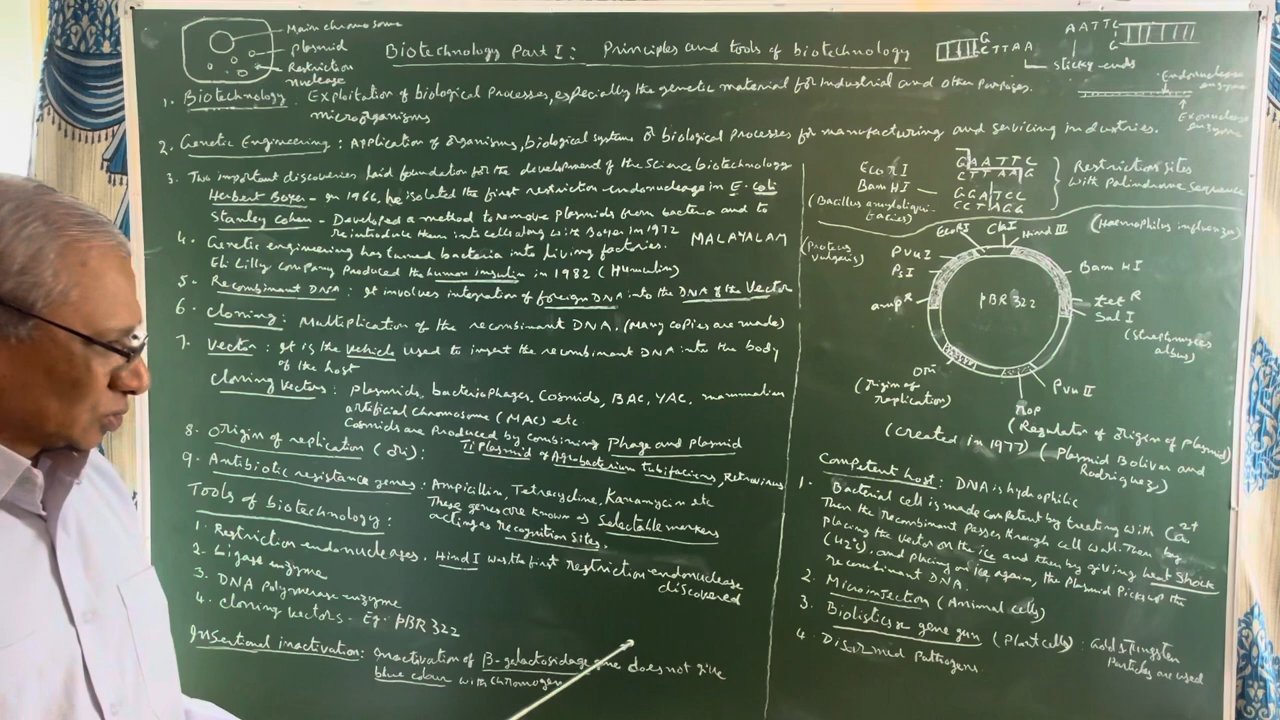 Main chromosome
plasmid
Restriction
nuclease
Biotechnology Part I: Principles and tools of biotechnology
G
CTTAA
AATTC
G
sticky-ends
Endonuclease
enzyme
Exonuclease
enzyme
1. Biotechnology: Exploitation of biological processes, especially the genetic material for Industrial and other purposes.
microorganisms
2. Genetic Engineering: Application of organisms, biological systems or biological processes for manufacturing and servicing industries.
3. Two important discoveries laid foundation for the development of the science biotechnology
Herbert Boyer - In 1966, he isolated the first restriction-endonuclease in E. coli
Stanley Cohen - Developed a method to remove plasmids from bacteria and to
reintroduce them into cells along with Boyer in 1972
4. Genetic engineering has turned bacteria into living factories. MALAYALAM
Eli Lilly company Produced the human insulin in 1982 (Humulin)
5. Recombinant DNA: It involves integration of foreign DNA into the DNA of the Vector
6. Cloning: Multiplication of the recombinant DNA. (Many copies are made)
7. Vector: It is the vehicle used to insert the recombinant DNA into the body
of the host
Cloning Vectors: plasmids, bacteriophages, Cosmids, BAC, YAC, mammalian
artificial chromosome (MAC) etc
Cosmids are produced by combining Phage and plasmid
8. Origin of replication (Ori): Ti Plasmid of Agrobacterium tubifaciens, Retrovirus
9. Antibiotic resistance genes: Ampicillin, Tetracycline, Kanamycin etc
These genes are known as Selectable markers
acting as recognition sites.
Tools of biotechnology:
1. Restriction endonucleases. Hind I was the first restriction endonuclease
discovered
2. Ligase enzyme
3. DNA Polymerase enzyme
4. Cloning vectors - Eg: pBR 322
Insertional inactivation: Inactivation of β-galactosidase does not give
blue colour with chromogen
EcoRI
BamHI
(Bacillus amyloliqui-
facies)
GAATTC
CTTAAG
GGATCC
CCTAGG
Restriction sites
with Palindrome sequence
EcoRI
ClaI
Hind III
(Haemophilus influenza)
(Proteus
vulgaris)
PvuI
PsI
ampR
pBR 322
Bam HI
tet R
Sal I
albus)
Ori
(Origin of
replication)
Pvu II
rop
(Regulator of origin of plasmid)
(created in 1977) (Plasmid Bolivar and
Rodriguez)
Competent host: DNA is hydrophilic
1. Bacterial cell is made competent by treating with Ca2+
Then the recombinant passes through cell wall. Then by
placing the vector on the ice and then by giving heat shock
(42°c) and placing on ice again, the plasmid picks up the
recombinant DNA.
2. Microinjection (Animal cells)
3. Biolistics or gene gun (Plant cells): Gold & tungsten
Particles are used
4. Disarmed Pathogens